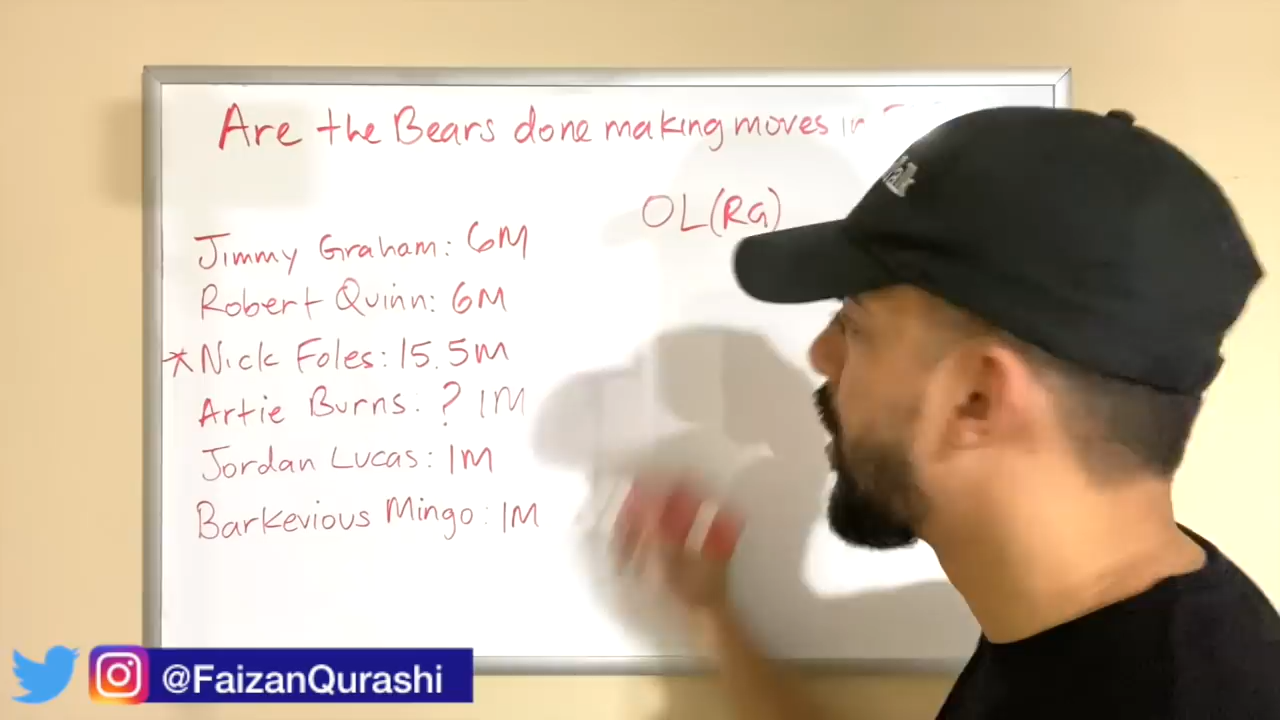 Are the Bears done making moves in
OL(RG)
Jimmy Graham: 6M
Robert Quinn: 6M
*Nick Foles: 15.5M
Artie Burns: ? 1M
Jordan Lucas: 1M
Barkevious Mingo: 1M
@FaizanQurashi